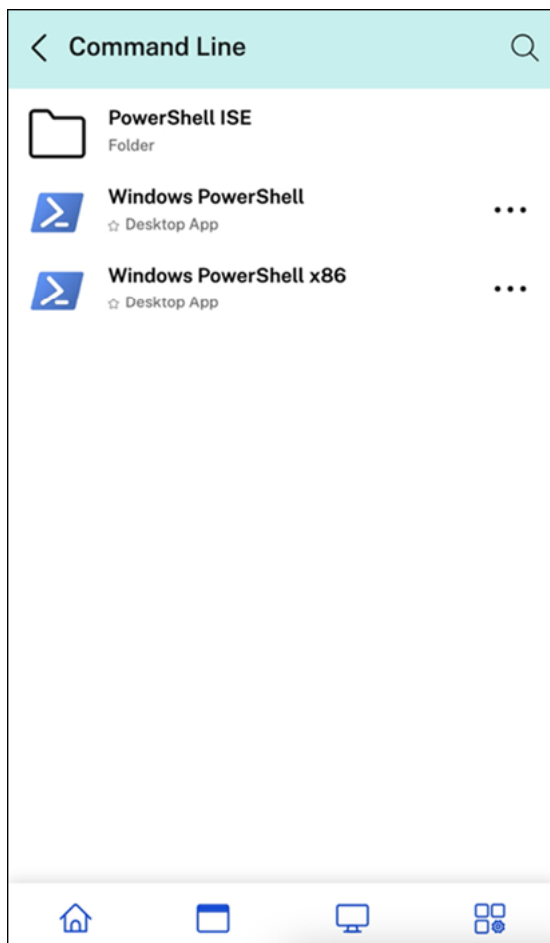 Command Line
PowerShell ISE
Folder
Windows PowerShell
Desktop App
Windows PowerShell x86
Desktop App